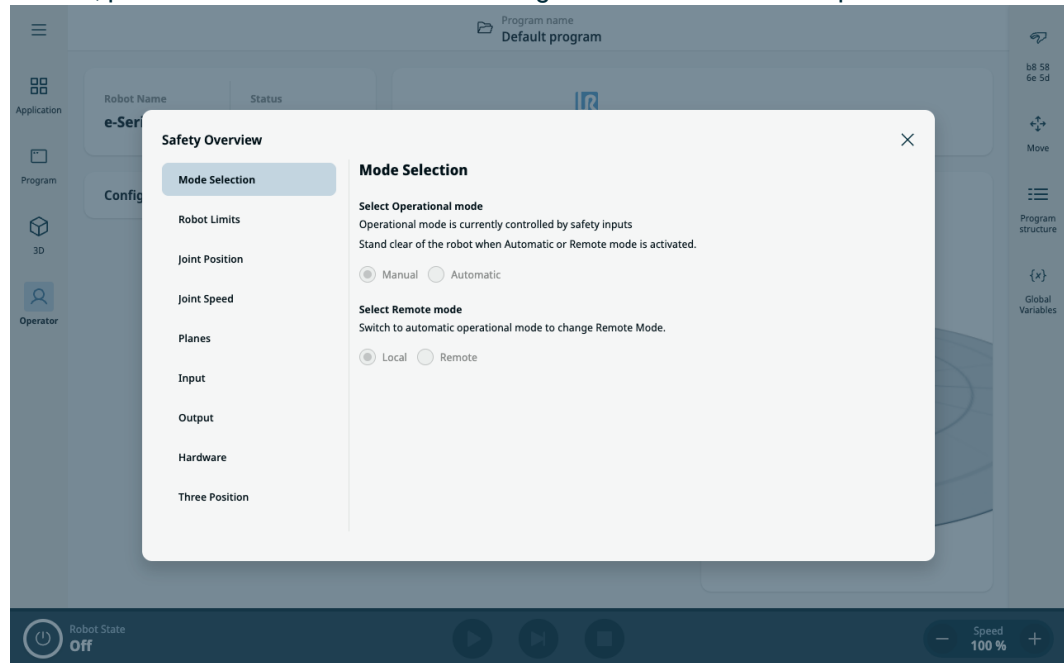 Program name
Default program
b8 58
6e 5d
Application
Robot Name
Status
e-Seri
Safety Overview
Move
Mode Selection
Mode Selection
Program
Config
Select Operational mode
Operational mode is currently controlled by safety inputs
Robot Limits
Program
structure
Stand clear of the robot when Automatic or Remote mode is activated.
3D
Joint Position
Manual
Automatic
{x}
Joint Speed
Global
Variables
Operator
Select Remote mode
Switch to automatic operational mode to change Remote Mode.
Planes
Local
Remote
Input
Output
Hardware
Three Position
Robot State
Off
Speed
100 %